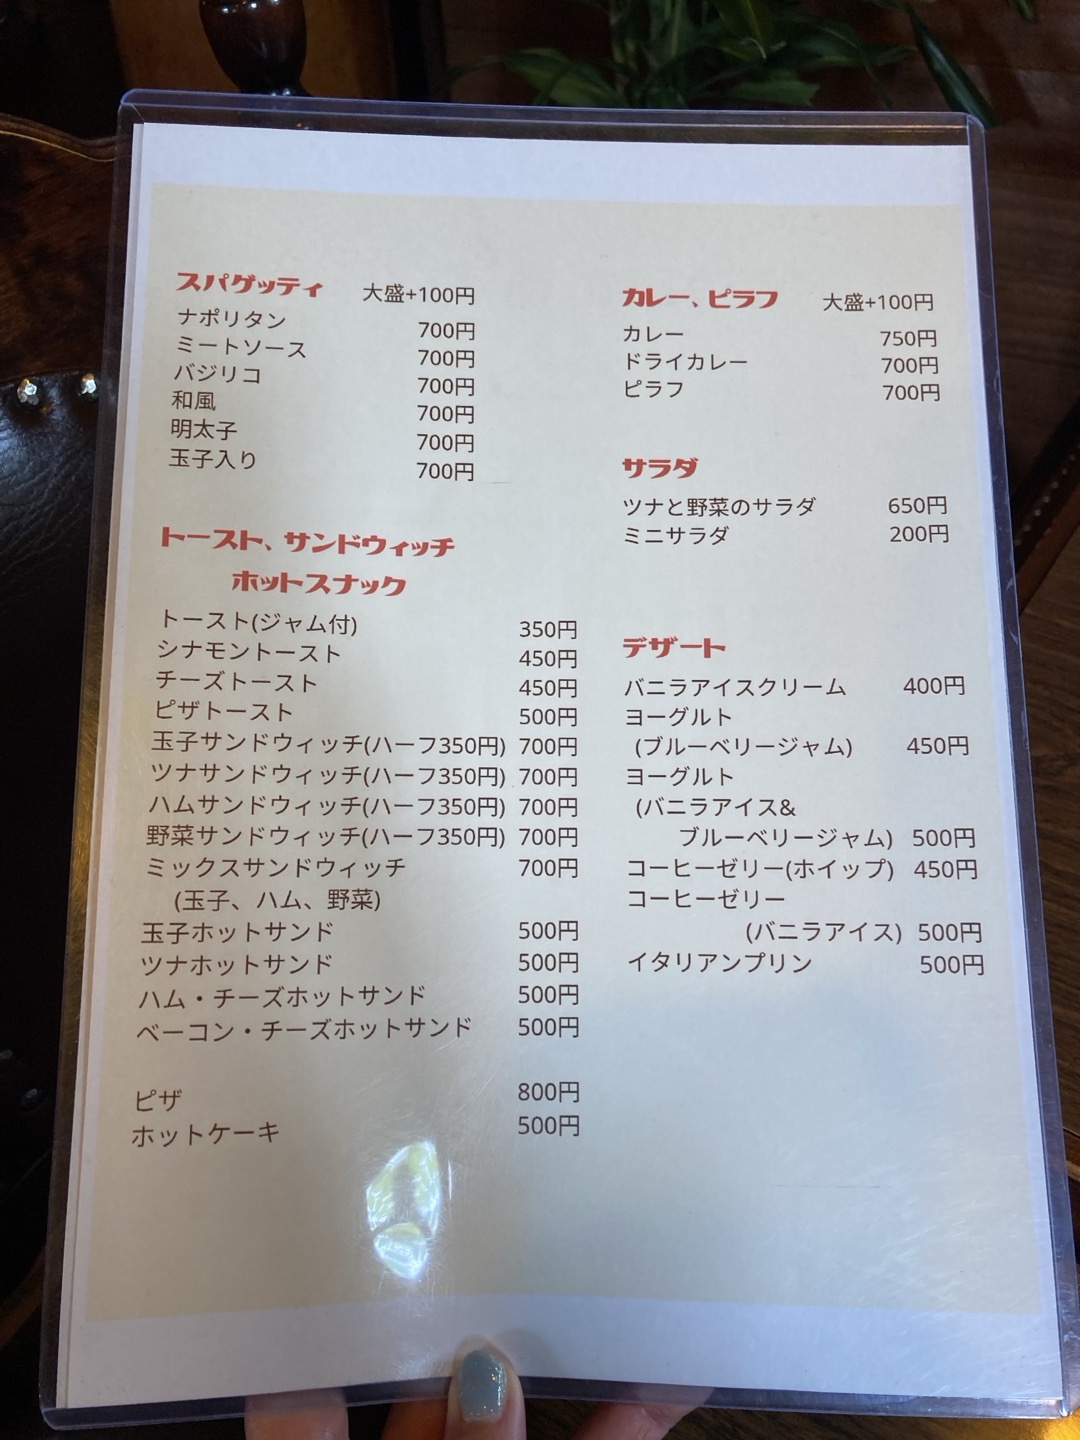 スパゲッティ 大盛+100円
ナポリタン 700円
ミートソース 700円
バジリコ 700円
和風 700円
明太子 700円
玉子入り 700円
トースト、サンドウィッチ
ホットスナック
トースト(ジャム付) 350円
シナモントースト 450円
チーズトースト 450円
ピザトースト 500円
玉子サンドウィッチ(ハーフ350円) 700円
ツナサンドウィッチ(ハーフ350円) 700円
ハムサンドウィッチ(ハーフ350円) 700円
野菜サンドウィッチ(ハーフ350円) 700円
ミックスサンドウィッチ 700円
(玉子、ハム、野菜)
玉子ホットサンド 500円
ツナホットサンド 500円
ハム・チーズホットサンド 500円
ベーコン・チーズホットサンド 500円
ピザ 800円
ホットケーキ 500円
カレー、ピラフ 大盛+100円
カレー 750円
ドライカレー 700円
ピラフ 700円
サラダ
ツナと野菜のサラダ 650円
ミニサラダ 200円
デザート
バニラアイスクリーム 400円
ヨーグルト
(ブルーベリージャム) 450円
ヨーグルト
(バニラアイス&
ブルーベリージャム) 500円
コーヒーゼリー(ホイップ) 450円
コーヒーゼリー
(バニラアイス) 500円
イタリアンプリン 500円